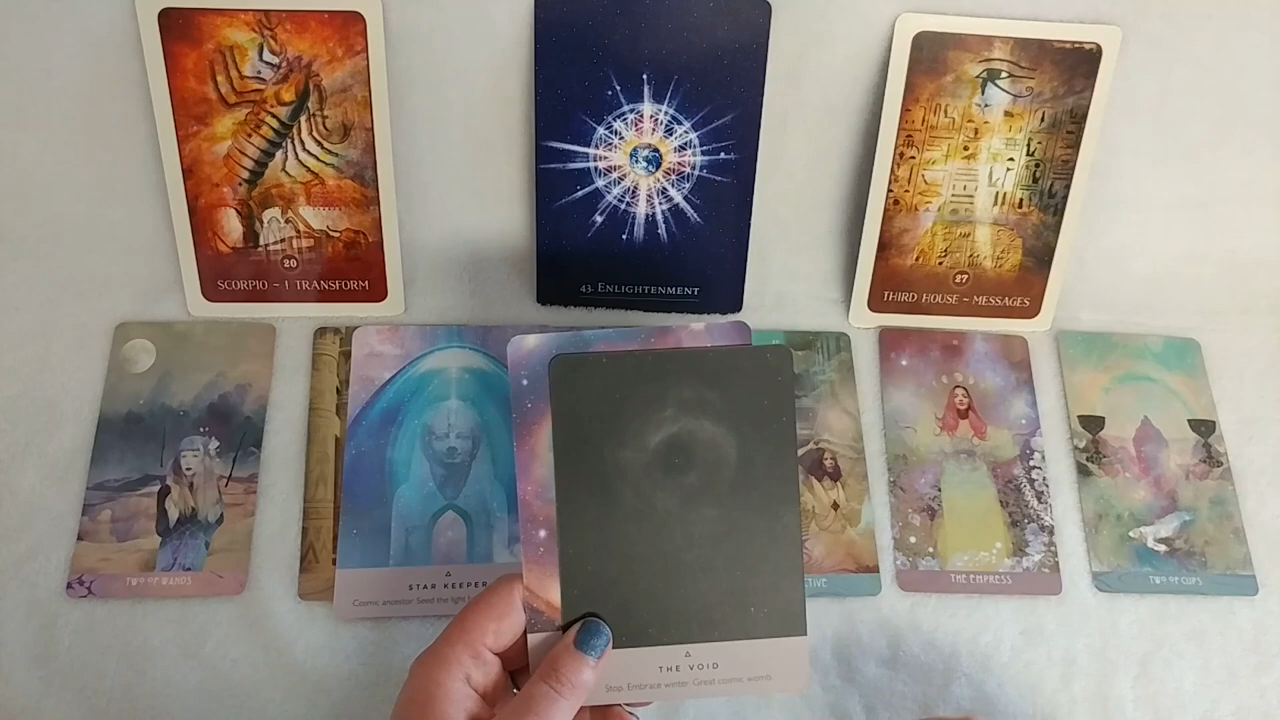 20
SCORPIO ~ I TRANSFORM
43. ENLIGHTENMENT
27
THIRD HOUSE ~ MESSAGES
TWO OF WANDS
STAR KEEPER
Cosmic ancestor. Seed the light
THE VOID
Stop. Embrace winter. Great cosmic womb.
THE EMPRESS
TWO OF CUPS